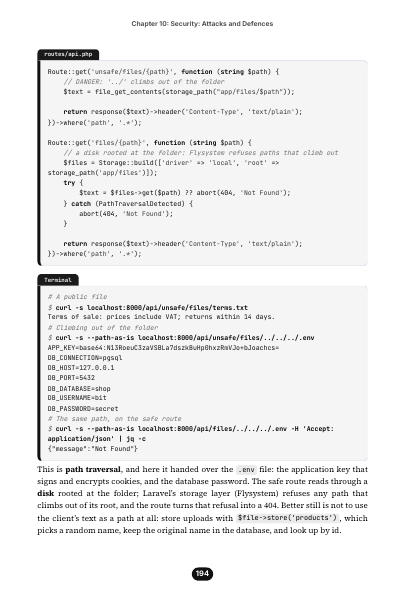 Chapter 10: Security: Attacks and Defences
routes/api.php
Route::get('unsafe/files/{path}', function (string $path) {
// DANGER: '../' climbs out of the folder
$text = file_get_contents(storage_path("app/files/$path"));
return response($text)->header('Content-Type', 'text/plain');
})->where('path', '.*');
Route::get('files/{path}', function (string $path) {
// a disk rooted at the folder: Flysystem refuses paths that climb out
$files = Storage::build(['driver' => 'local', 'root' =>
storage_path('app/files')]);
try {
$text = $files->get($path) ?? abort(404, 'Not Found');
} catch (PathTraversalDetected) {
abort(404, 'Not Found');
}
return response($text)->header('Content-Type', 'text/plain');
})->where('path', '.*');
Terminal
# A public file
$ curl -s localhost:8000/api/unsafe/files/terms.txt
Terms of sale: prices include VAT; returns within 14 days.
# Climbing out of the folder
$ curl -s --path-as-is localhost:8000/api/unsafe/files/../../../.env
DB_CONNECTION=pgsql
DB_HOST=127.0.0.1
DB_PORT=5432
DB_DATABASE=shop
DB_USERNAME=bit
DB_PASSWORD=secret
# The same path, on the safe route
$ curl -s --path-as-is localhost:8000/api/files/../../../.env -H 'Accept:
application/json' | jq -c
{"message":"Not Found"}
This is path traversal, and here it handed over the .env file: the application key that
signs and encrypts cookies, and the database password. The safe route reads through a
disk rooted at the folder; Laravel's storage layer (Flysystem) refuses any path that
climbs out of its root, and the route turns that refusal into a 404. Better still is not to use
the client's text as a path at all: store uploads with $file->store('products'), which
picks a random name, keep the original name in the database, and look up by id.
194